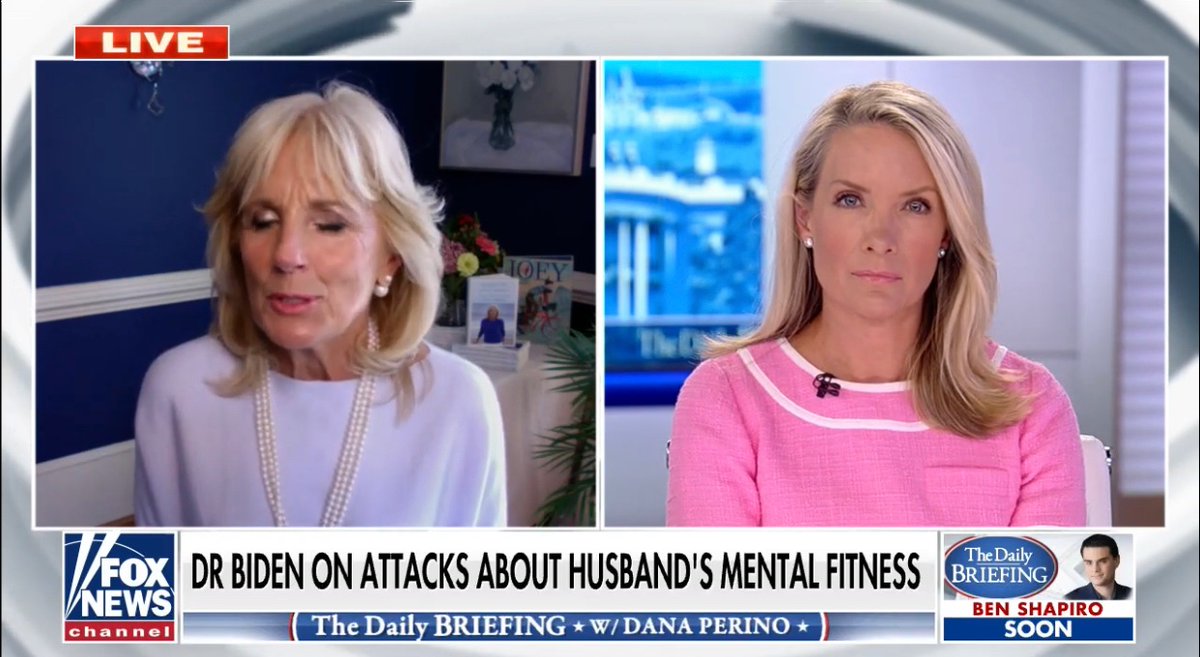 LIVE
JOEY
The Daily
DR BIDEN ON ATTACKS ABOUT HUSBAND'S MENTAL FITNESS
FOX
NEWS
channel
The Daily BRIEFING ★ W/ DANA PERINO ★
The Daily
BRIEFING
BEN SHAPIRO
SOON